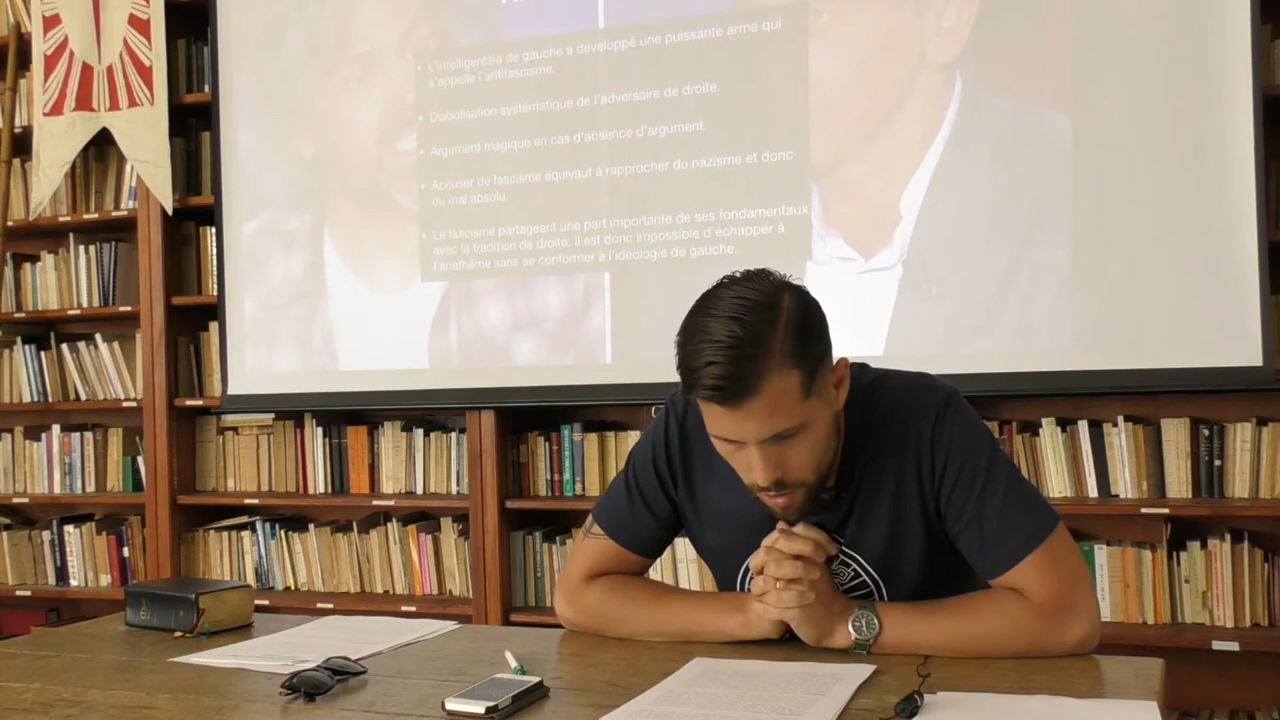 • L'intelligentsia de gauche a développé une puissante arme qui
s'appelle l'antifascisme.
• Diabolisation systématique de l'adversaire de droite.
• Argument magique en cas d'absence d'argument.
• Accuser de fascisme équivaut à rapprocher du nazisme et donc
du mal absolu.
• Le fascisme partageant une part importante de ses fondamentaux
avec la tradition de droite, il est donc impossible d'échapper à
l'anathème sans se conformer à l'idéologie de gauche.